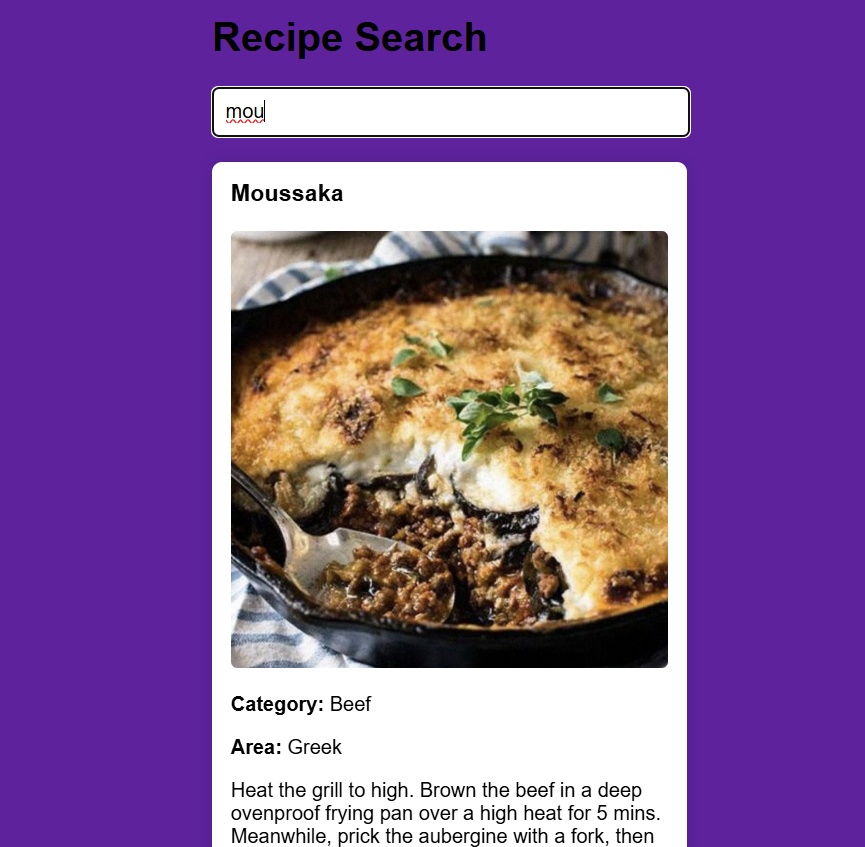 Recipe Search
mou
Moussaka
Category: Beef
Area: Greek
Heat the grill to high. Brown the beef in a deep
ovenproof frying pan over a high heat for 5 mins.
Meanwhile, prick the aubergine with a fork, then